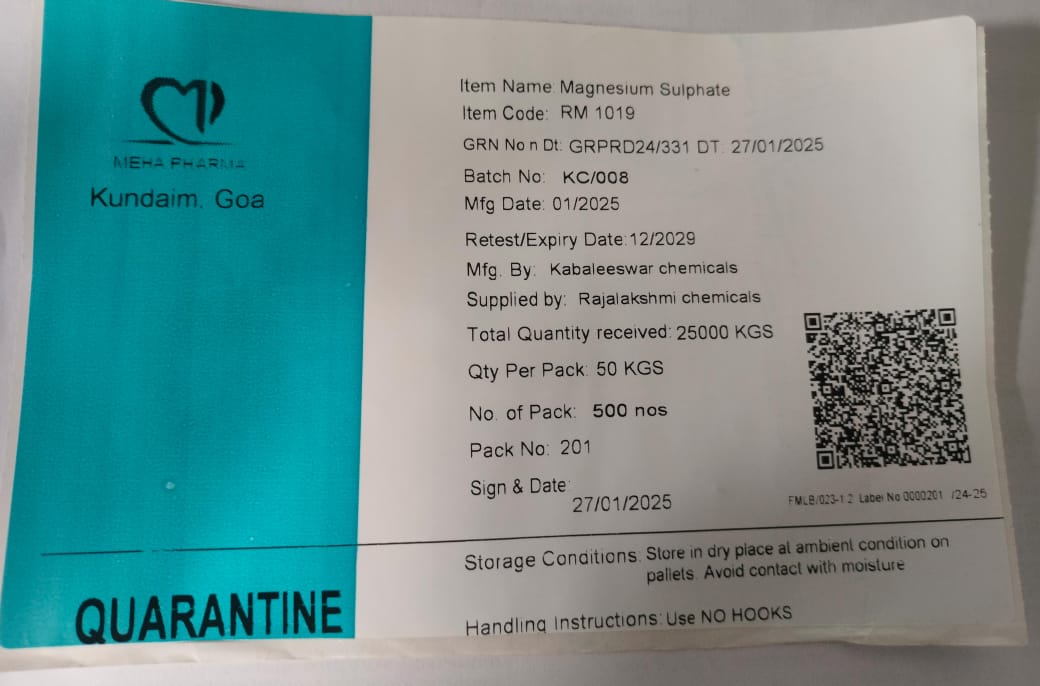 MEHA PHARMA
Kundaim, Goa
QUARANTINE
Item Name: Magnesium Sulphate
Item Code: RM 1019
GRN No n Dt: GRPRD24/331 DT. 27/01/2025
Batch No: KC/008
Mfg Date: 01/2025
Retest/Expiry Date:12/2029
Mfg. By: Kabaleeswar chemicals
Supplied by: Rajalakshmi chemicals
Total Quantity received: 25000 KGS
Qty Per Pack: 50 KGS
No. of Pack: 500 nos
Pack No: 201
Sign & Date:
27/01/2025
FMLB/023-1.2 Label No 0000201 /24-25
Storage Conditions: Store in dry place at ambient condition on
pallets. Avoid contact with moisture
Handling Instructions: Use NO HOOKS